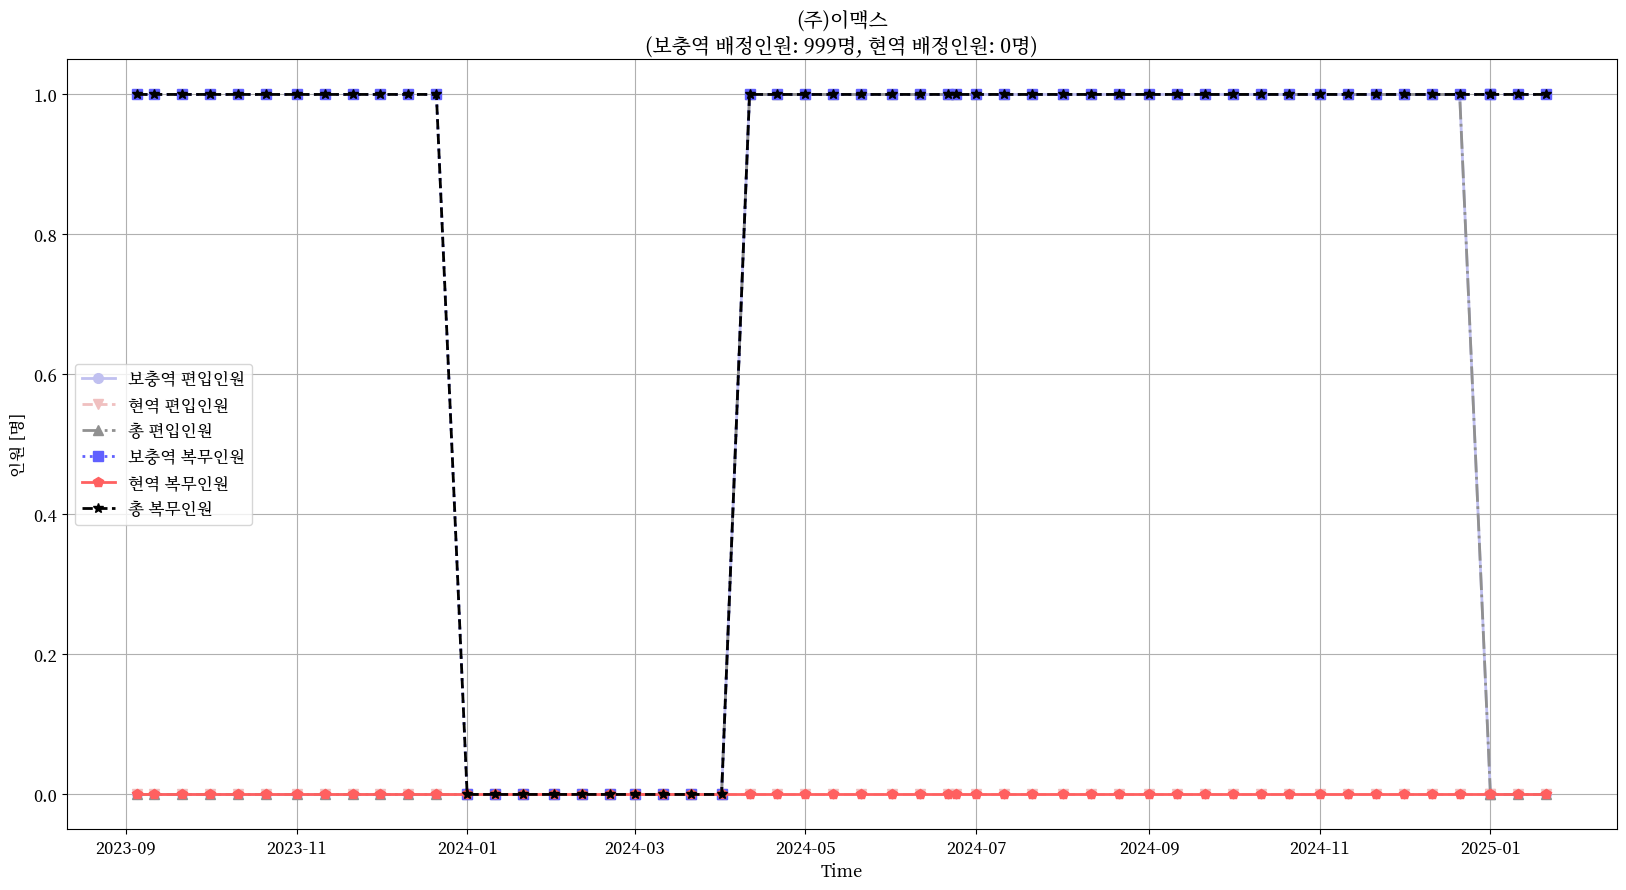 (주)이맥스
(보충역 배정인원: 999명, 현역 배정인원: 0명)
인원 [명]
1.0
0.8
0.6
0.4
0.2
0.0
보충역 편입인원
현역 편입인원
총 편입인원
보충역 복무인원
현역 복무인원
총 복무인원
2023-09
2023-11
2024-01
2024-03
2024-05
2024-07
2024-09
2024-11
2025-01
Time